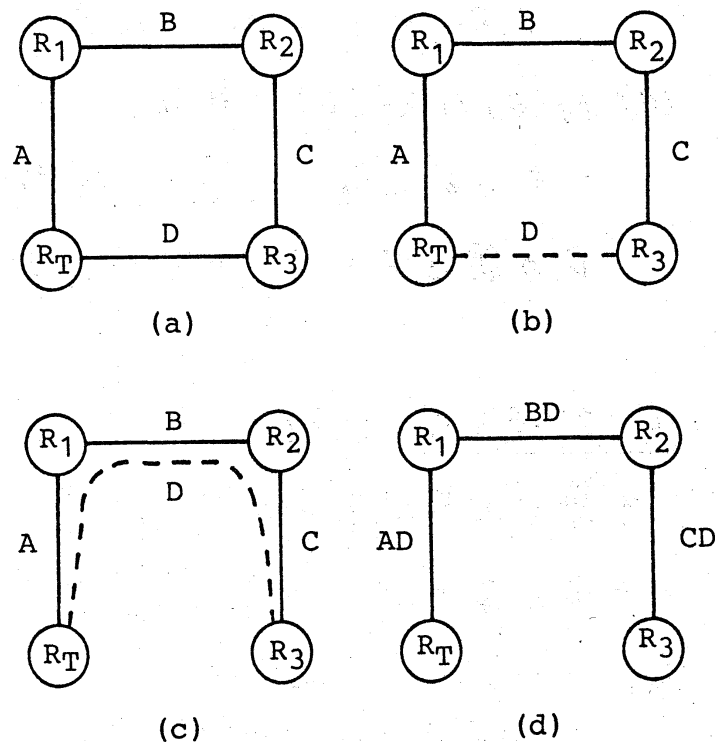 B B
R1 R2 R1 R2
A C A C
D D
RT R3 RT R3
(a) (b)
B BD
R1 R2 R1 R2
D
A C AD CD
RT R3 RT R3
(c) (d)